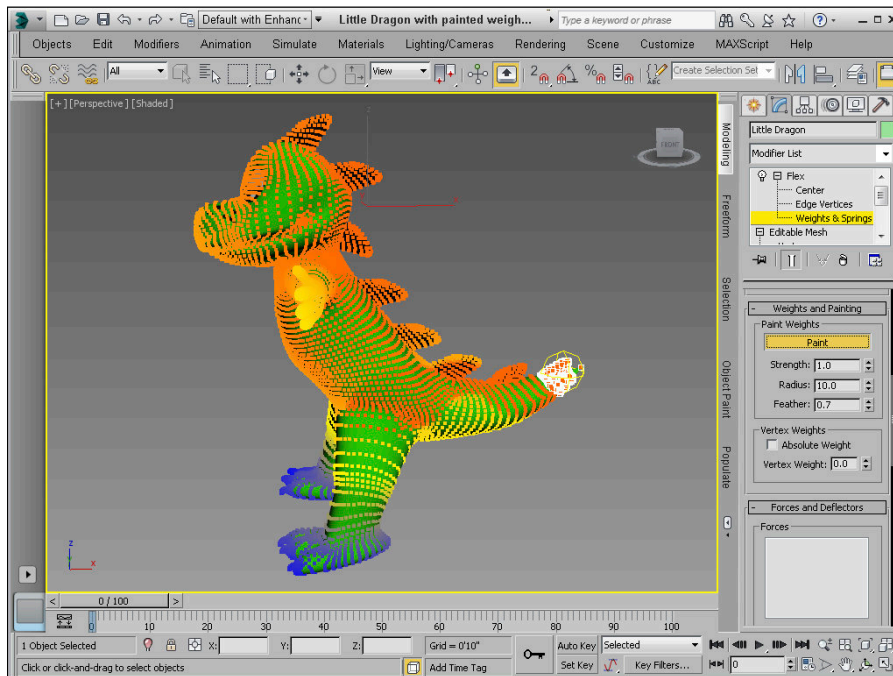 Default with Enhanc
Little Dragon with painted weigh...
Type a keyword or phrase
Objects Edit Modifiers Animation Simulate Materials Lighting/Cameras Rendering Scene Customize MAXScript Help
All
View
Create Selection Set
[+] [Perspective] [Shaded]
FRONT
Modeling
Freeform
Selection
Object Paint
Populate
Little Dragon
Modifier List
Flex
Center
Edge Vertices
Weights & Springs
Editable Mesh
- Weights and Painting
Paint Weights
Paint
Strength: 1.0
Radius: 10.0
Feather: 0.7
Vertex Weights
Absolute Weight
Vertex Weight: 0.0
- Forces and Deflectors
Forces
z
x
< 0 / 100 >
0 10 20 30 40 50 60 70 80 90 100
1 Object Selected X: Y: Z: Grid = 0'10" Auto Key Selected
Click or click-and-drag to select objects Add Time Tag Set Key Key Filters... 0